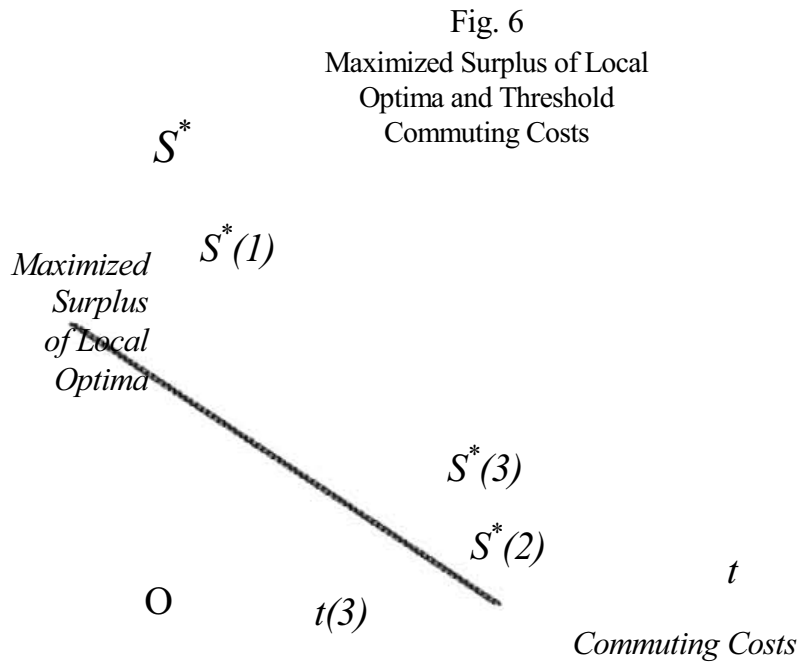 Fig. 6
Maximized Surplus of Local
Optima and Threshold
Commuting Costs
S*
S*(1)
Maximized
Surplus
of Local
Optima
S*(3)
S*(2)
t
O
t(3)
Commuting Costs